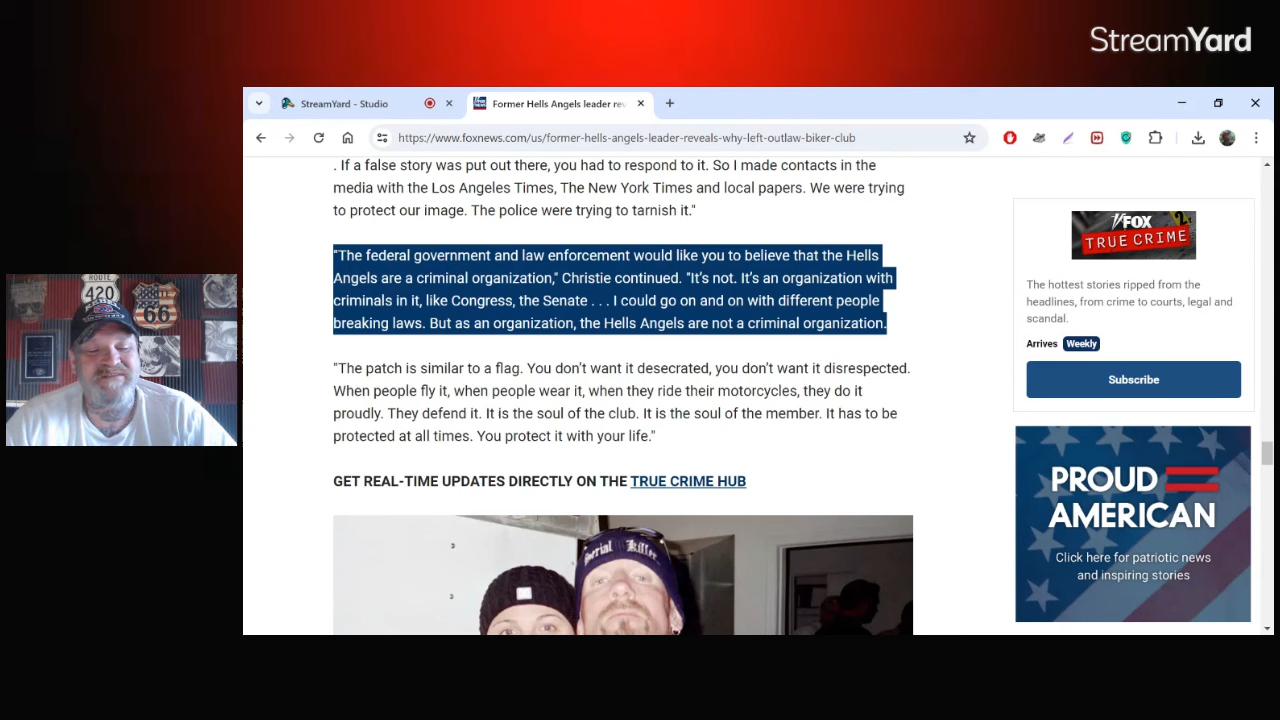 StreamYard
StreamYard - Studio
Former Hells Angels leader rev
https://www.foxnews.com/us/former-hells-angels-leader-reveals-why-left-outlaw-biker-club
. If a false story was put out there, you had to respond to it. So I made contacts in the
media with the Los Angeles Times, The New York Times and local papers. We were trying
to protect our image. The police were trying to tarnish it."
"The federal government and law enforcement would like you to believe that the Hells
Angels are a criminal organization," Christie continued. "It's not. It's an organization with
criminals in it, like Congress, the Senate . . . I could go on and on with different people
breaking laws. But as an organization, the Hells Angels are not a criminal organization.
"The patch is similar to a flag. You don't want it desecrated, you don't want it disrespected.
When people fly it, when people wear it, when they ride their motorcycles, they do it
proudly. They defend it. It is the soul of the club. It is the soul of the member. It has to be
protected at all times. You protect it with your life."
GET REAL-TIME UPDATES DIRECTLY ON THE TRUE CRIME HUB
Serial Killer
FOX
TRUE CRIME
The hottest stories ripped from the
headlines, from crime to courts, legal and
scandal.
Arrives Weekly
Subscribe
PROUD
AMERICAN
Click here for patriotic news
and inspiring stories
ROUTE
420
66